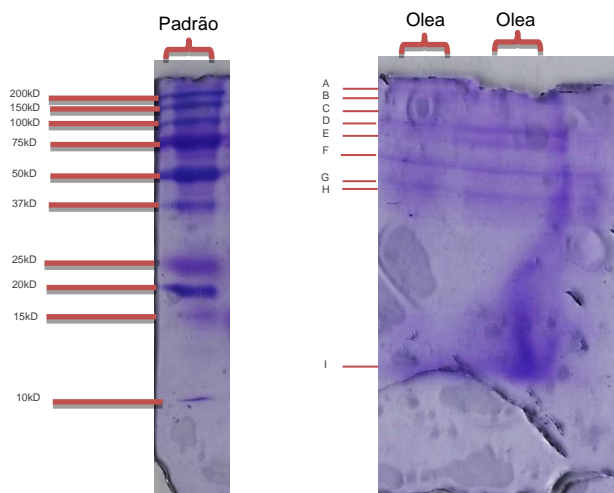 Padrão
200kD
150kD
100kD
75kD
50kD
37kD
25kD
20kD
15kD
10kD
Olea
Olea
A
B
C
D
E
F
G
H
I